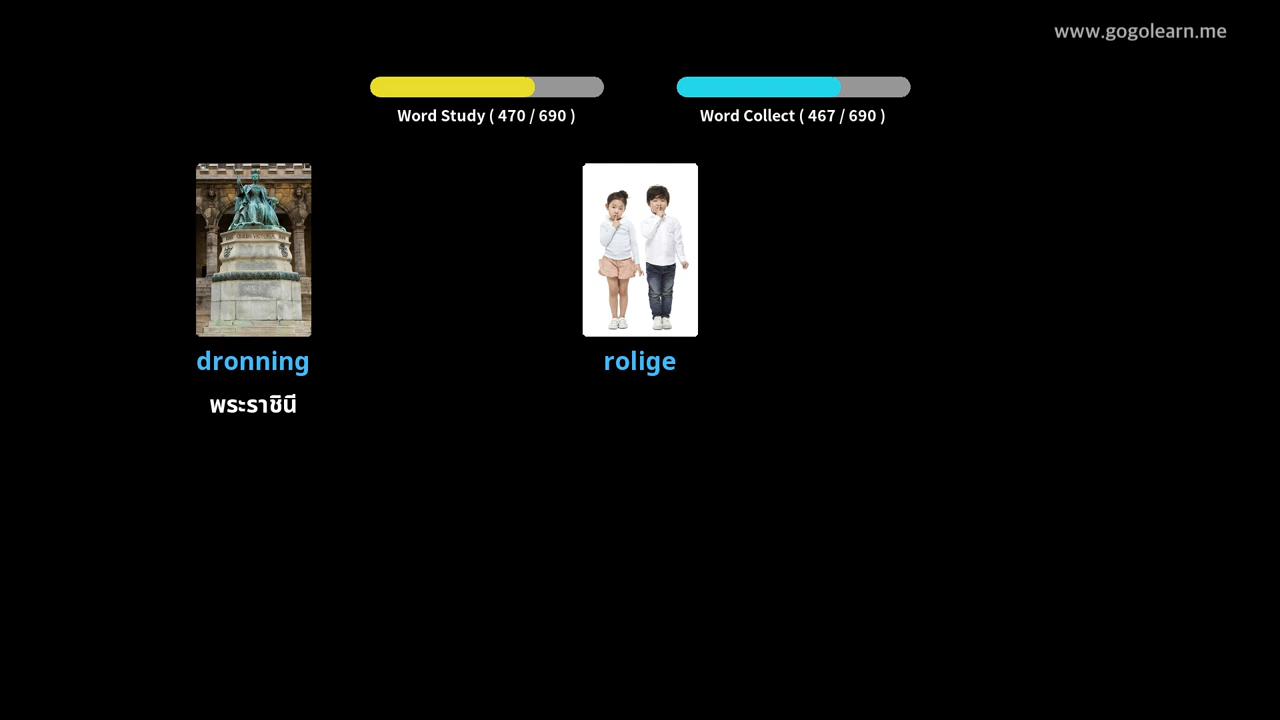 www.gogolearn.me
Word Study ( 470 / 690 )
Word Collect ( 467 / 690 )
dronning
rolige
พระราชินี